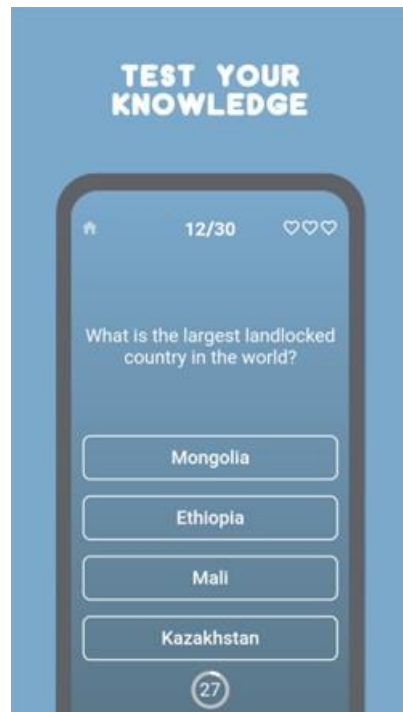 TEST YOUR
KNOWLEDGE
12/30
What is the largest landlocked
country in the world?
Mongolia
Ethiopia
Mali
Kazakhstan
27